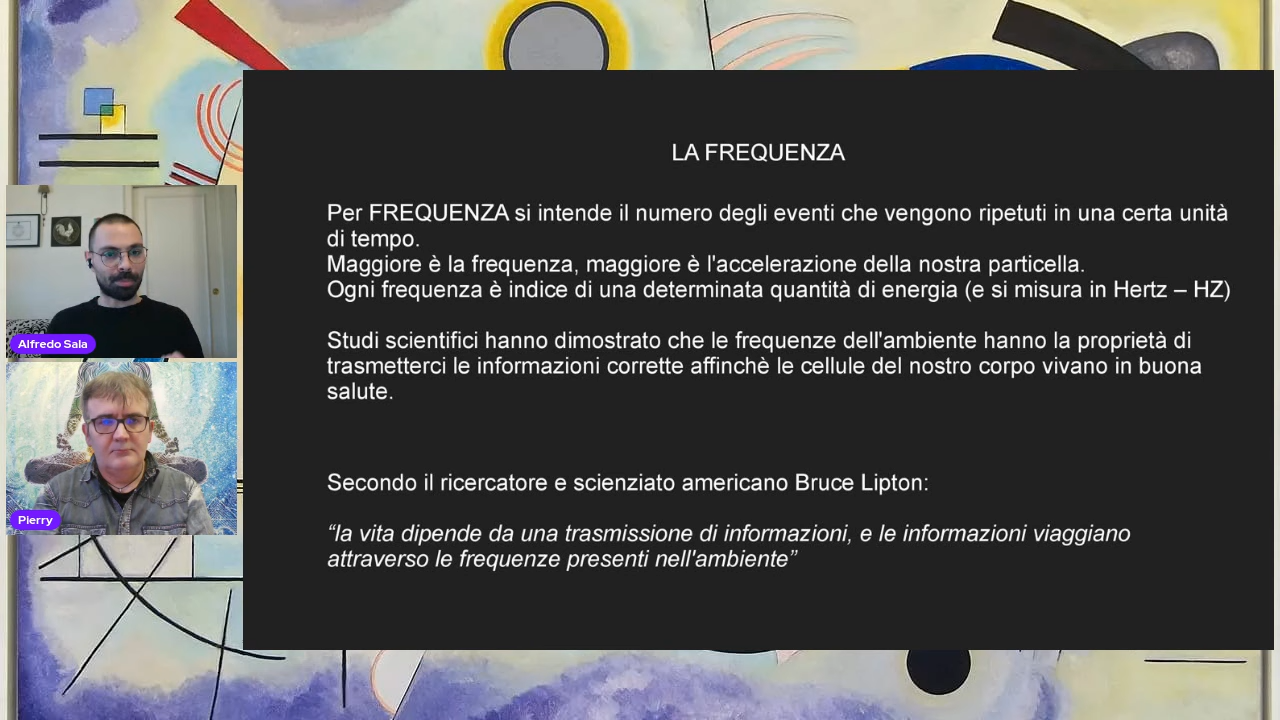 LA FREQUENZA
Per FREQUENZA si intende il numero degli eventi che vengono ripetuti in una certa unità
di tempo.
Maggiore è la frequenza, maggiore è l'accelerazione della nostra particella.
Ogni frequenza è indice di una determinata quantità di energia (e si misura in Hertz – HZ)
Studi scientifici hanno dimostrato che le frequenze dell'ambiente hanno la proprietà di
trasmetterci le informazioni corrette affinchè le cellule del nostro corpo vivano in buona
salute.
Secondo il ricercatore e scienziato americano Bruce Lipton:
“la vita dipende da una trasmissione di informazioni, e le informazioni viaggiano
attraverso le frequenze presenti nell'ambiente”
Alfredo Sala
Pierry